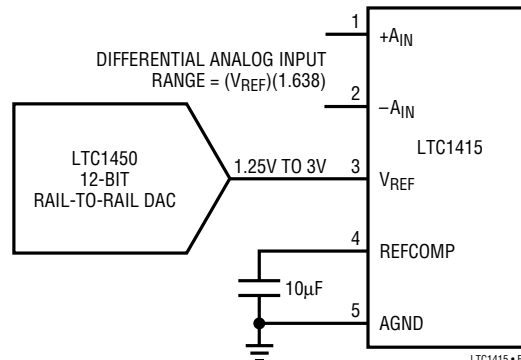 1
+AIN
DIFFERENTIAL ANALOG INPUT
RANGE = (VREF)(1.638)
2
–AIN
LTC1450
12-BIT
RAIL-TO-RAIL DAC
LTC1415
1.25V TO 3V
3
VREF
4
REFCOMP
10µF
5
AGND